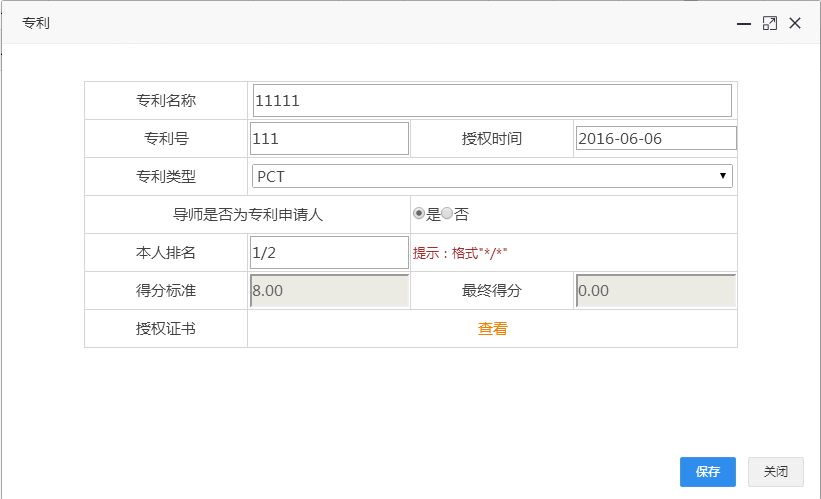 专利
专利名称 11111
专利号 111 授权时间 2016-06-06
专利类型 PCT
导师是否为专利申请人 是 否
本人排名 1/2 提示：格式"*/*"
得分标准 8.00 最终得分 0.00
授权证书 查看
保存 关闭